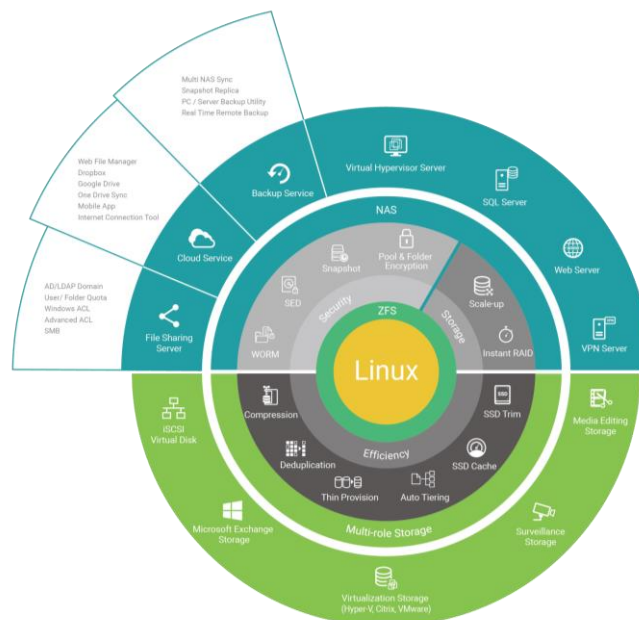 Multi NAS Sync
Snapshot Replica
PC / Server Backup Utility
Real Time Remote Backup
Web File Manager
Dropbox
Google Drive
One Drive Sync
Mobile App
Internet Connection Tool
AD/LDAP Domain
User/ Folder Quota
Windows ACL
Advanced ACL
SMB
Backup Service
Cloud Service
File Sharing
Server
Virtual Hypervisor Server
SQL Server
Web Server
VPN Server
NAS
Snapshot
Pool & Folder
Encryption
SED
WORM
Security
Scale-up
Instant RAID
Storage
ZFS
Linux
Compression
Deduplication
Thin Provision
Auto Tiering
SSD Cache
SSD
SSD Trim
Efficiency
Multi-role Storage
iSCSI
Virtual Disk
Microsoft Exchange
Storage
Virtualization Storage
(Hyper-V, Citrix, VMware)
Surveillance
Storage
Media Editing
Storage